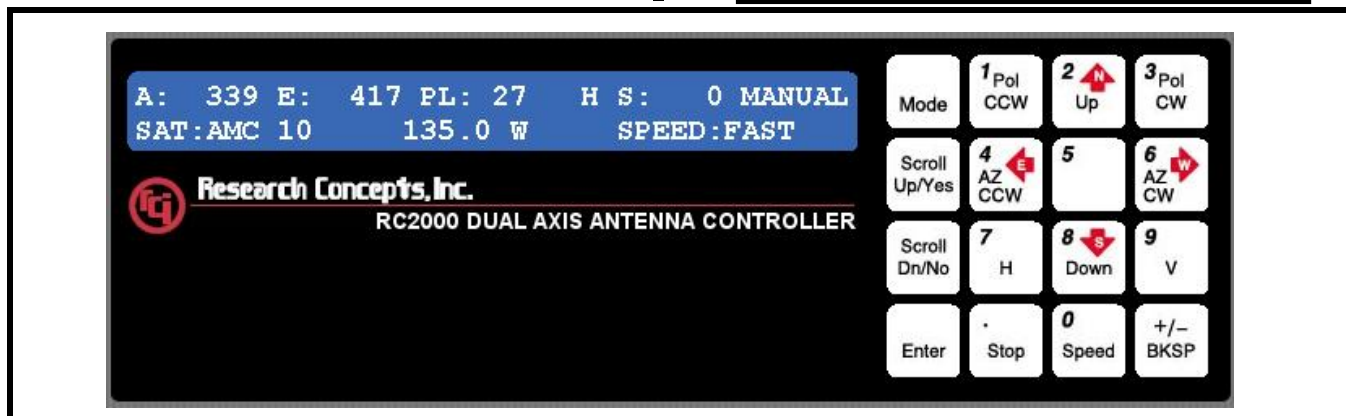 A: 339 E: 417 PL: 27 H S: 0 MANUAL
SAT:AMC 10 135.0 W SPEED:FAST
rci
Research Concepts, Inc.
RC2000 DUAL AXIS ANTENNA CONTROLLER
Mode
1 Pol
CCW
2 N
Up
3 Pol
CW
Scroll
Up/Yes
4 E
AZ
CCW
5
6 W
AZ
CW
Scroll
Dn/No
7
H
8 S
Down
9
V
Enter
.
Stop
0
Speed
+/–
BKSP